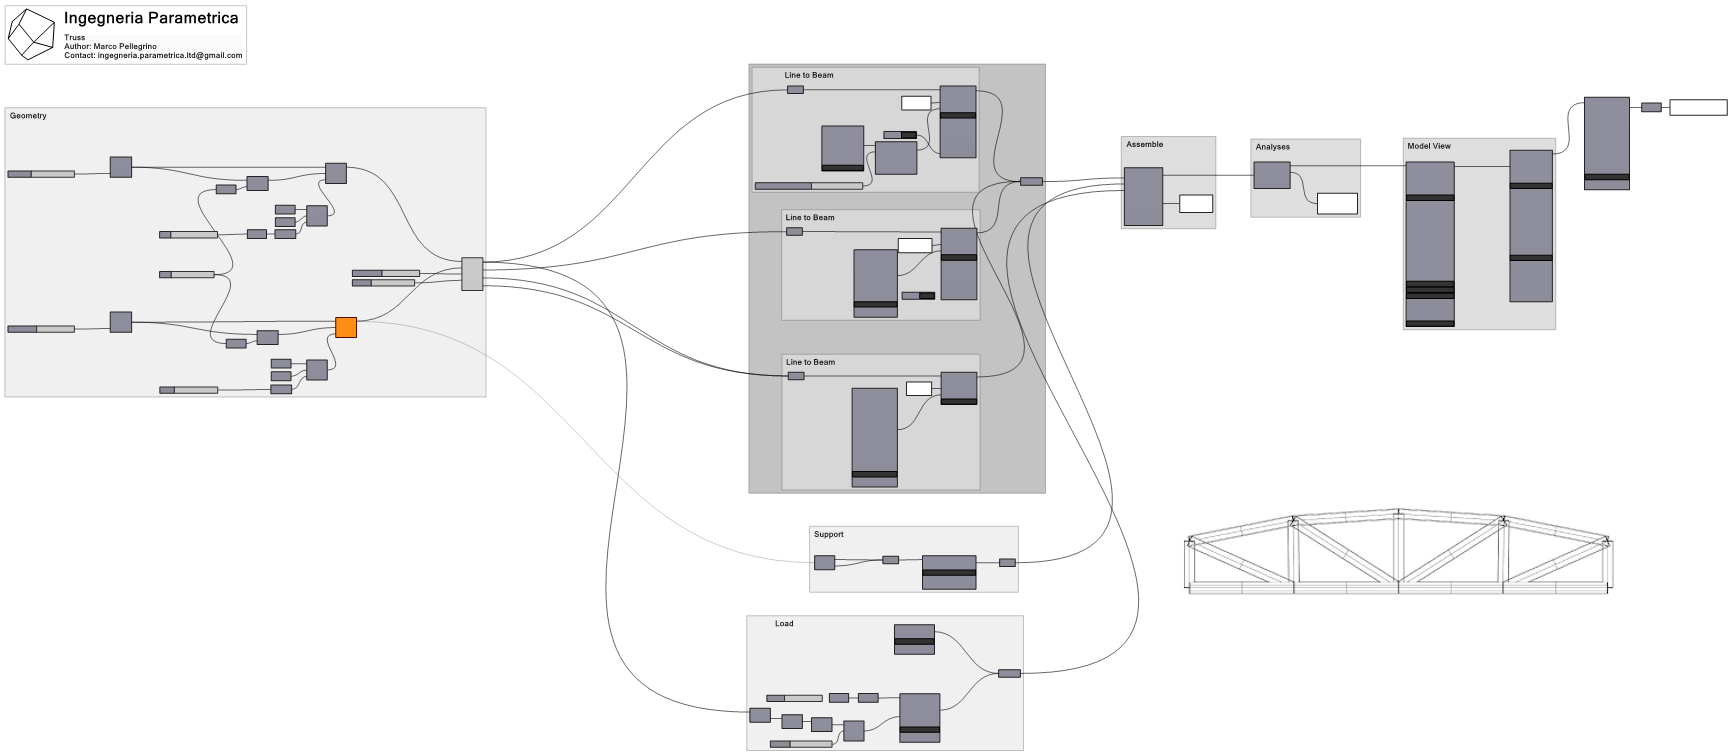 Ingegneria Parametrica
Truss
Author: Marco Pellegrino
Contact: ingegneria.parametrica.ltd@gmail.com
Geometry
Line to Beam
Line to Beam
Line to Beam
Assemble
Analyses
Model View
Support
Load